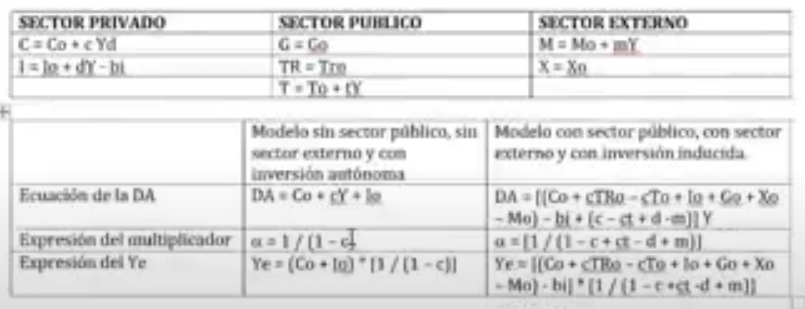 SECTOR PRIVADO SECTOR PUBLICO SECTOR EXTERNO
C = Co + c Yd G = Go M = Mo + mY
I = Io + dY - bi TR = Tro X = Xo
T = To + tY
Modelo sin sector público, sin Modelo con sector público, con sector
sector externo y con externo y con inversión inducida
inversión autónoma
Ecuación de la DA DA = Co + cY + Io DA = [(Co + cTRo - cTo + Io + Go + Xo
- Mo) - bi + (c - ct + d -m)] Y
Expresión del multiplicador α = 1 / (1 - c) α = [1 / (1 - c + ct - d + m)]
Expresión del Ye Ye = (Co + Io) * [1 / (1 - c)] Ye = [(Co + cTRo - cTo + Io + Go + Xo
- Mo) - bi] * [1 / (1 - c +ct -d + m)]